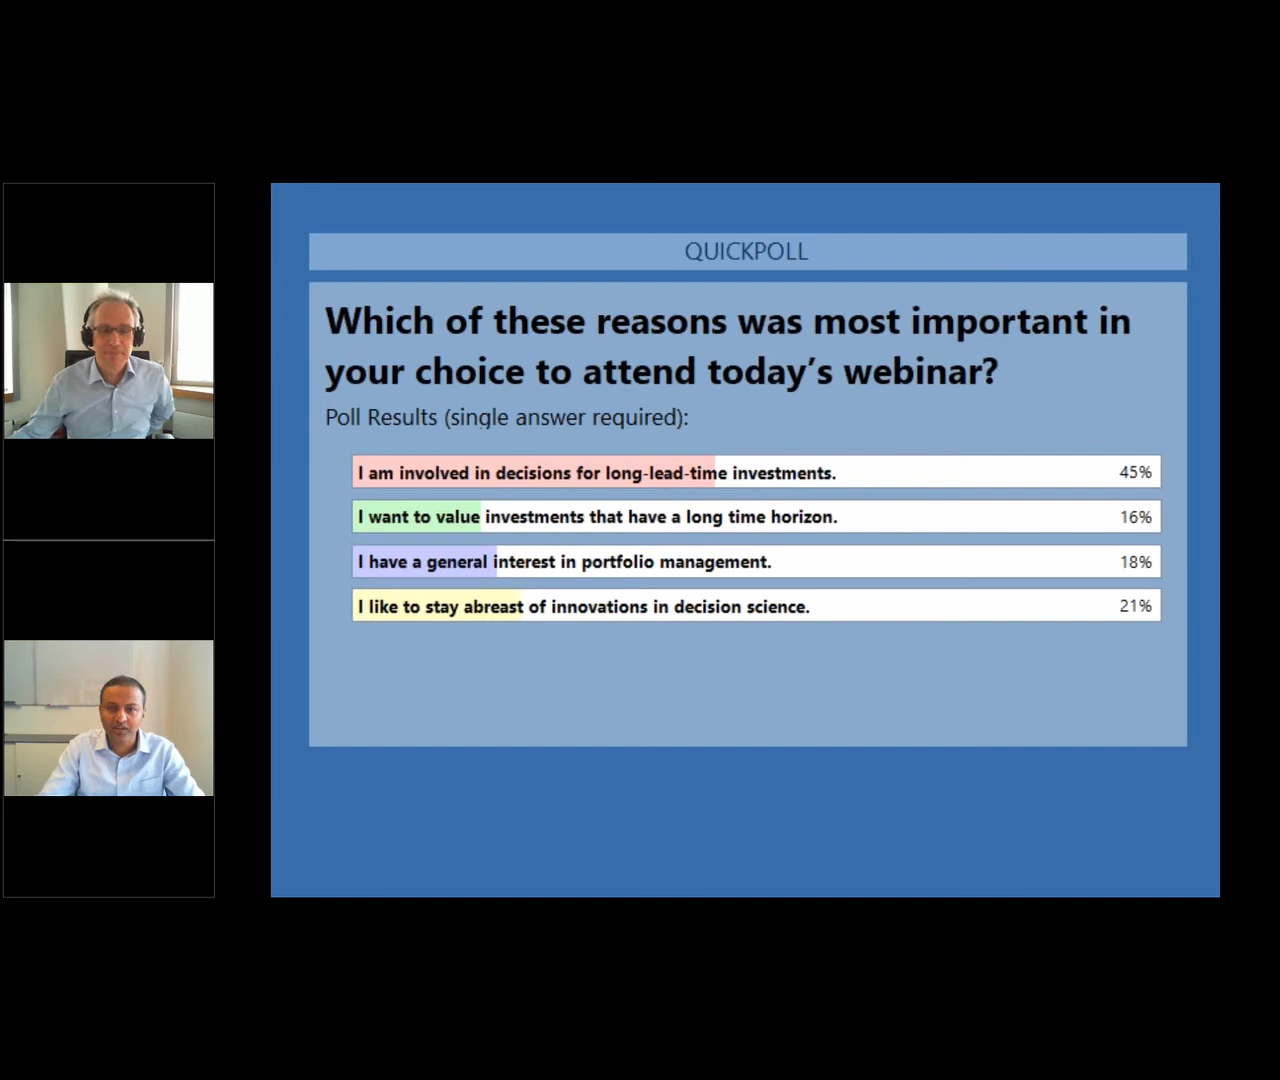 QUICKPOLL
Which of these reasons was most important in
your choice to attend today’s webinar?
Poll Results (single answer required):
I am involved in decisions for long-lead-time investments. 45%
I want to value investments that have a long time horizon. 16%
I have a general interest in portfolio management. 18%
I like to stay abreast of innovations in decision science. 21%